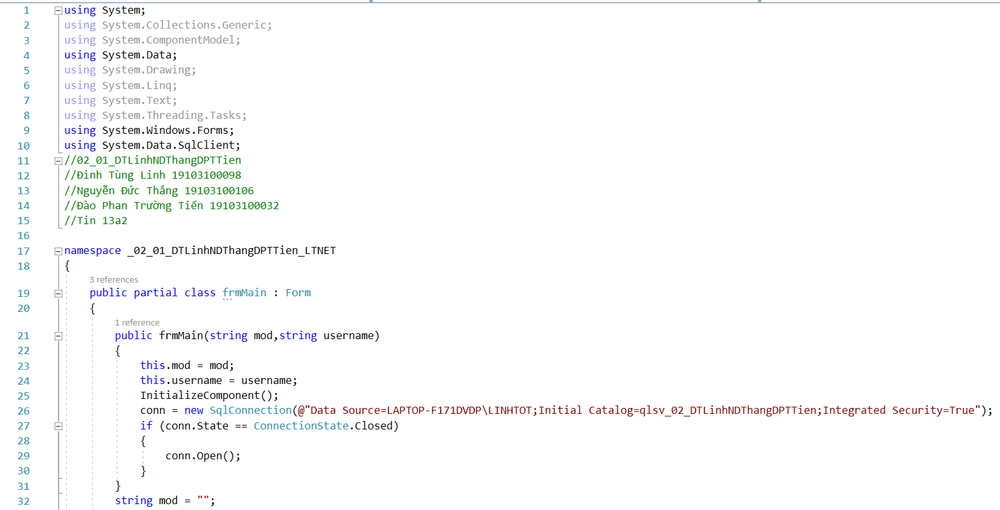 1 using System;
2 using System.Collections.Generic;
3 using System.ComponentModel;
4 using System.Data;
5 using System.Drawing;
6 using System.Linq;
7 using System.Text;
8 using System.Threading.Tasks;
9 using System.Windows.Forms;
10 using System.Data.SqlClient;
11 //02_01_DTLinhNDThangDPTTien
12 //Đinh Tùng Linh 19103100098
13 //Nguyễn Đức Thắng 19103100106
14 //Đào Phan Trường Tiến 19103100032
15 //Tin 13a2
16
17 namespace _02_01_DTLinhNDThangDPTTien_LTNET
18 {
3 references
19 public partial class frmMain : Form
20 {
1 reference
21 public frmMain(string mod,string username)
22 {
23 this.mod = mod;
24 this.username = username;
25 InitializeComponent();
26 conn = new SqlConnection(@"Data Source=LAPTOP-F171DVDP\LINHTOT;Initial Catalog=qlsv_02_DTLinhNDThangDPTTien;Integrated Security=True");
27 if (conn.State == ConnectionState.Closed)
28 {
29 conn.Open();
30 }
31 }
32 string mod = "";